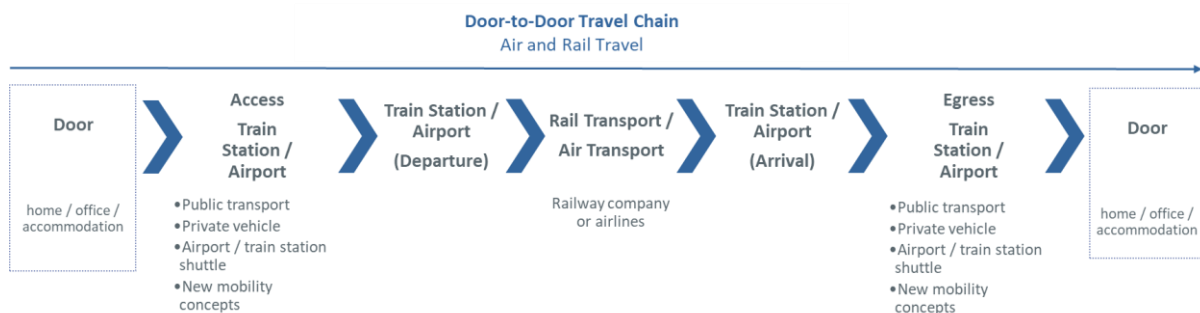 Door-to-Door Travel Chain
Air and Rail Travel
Door
home / office /
accommodation
Access
Train
Station /
Airport
•Public transport
•Private vehicle
•Airport / train station
shuttle
•New mobility
concepts
Train Station /
Airport
(Departure)
Rail Transport /
Air Transport
Railway company
or airlines
Train Station /
Airport
(Arrival)
Egress
Train
Station /
Airport
•Public transport
•Private vehicle
•Airport / train station
shuttle
•New mobility
concepts
Door
home / office /
accommodation